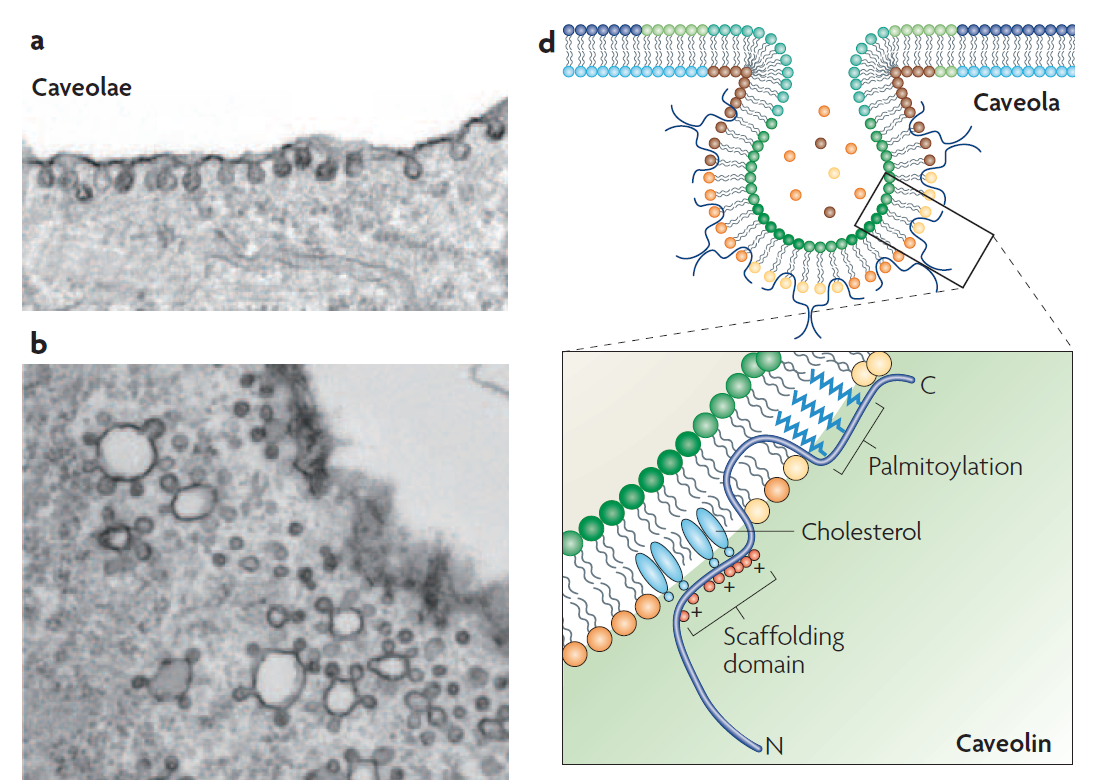 a
Caveolae
b
d
Caveola
C
Palmitoylation
Cholesterol
+
+
+
Scaffolding
domain
N
Caveolin